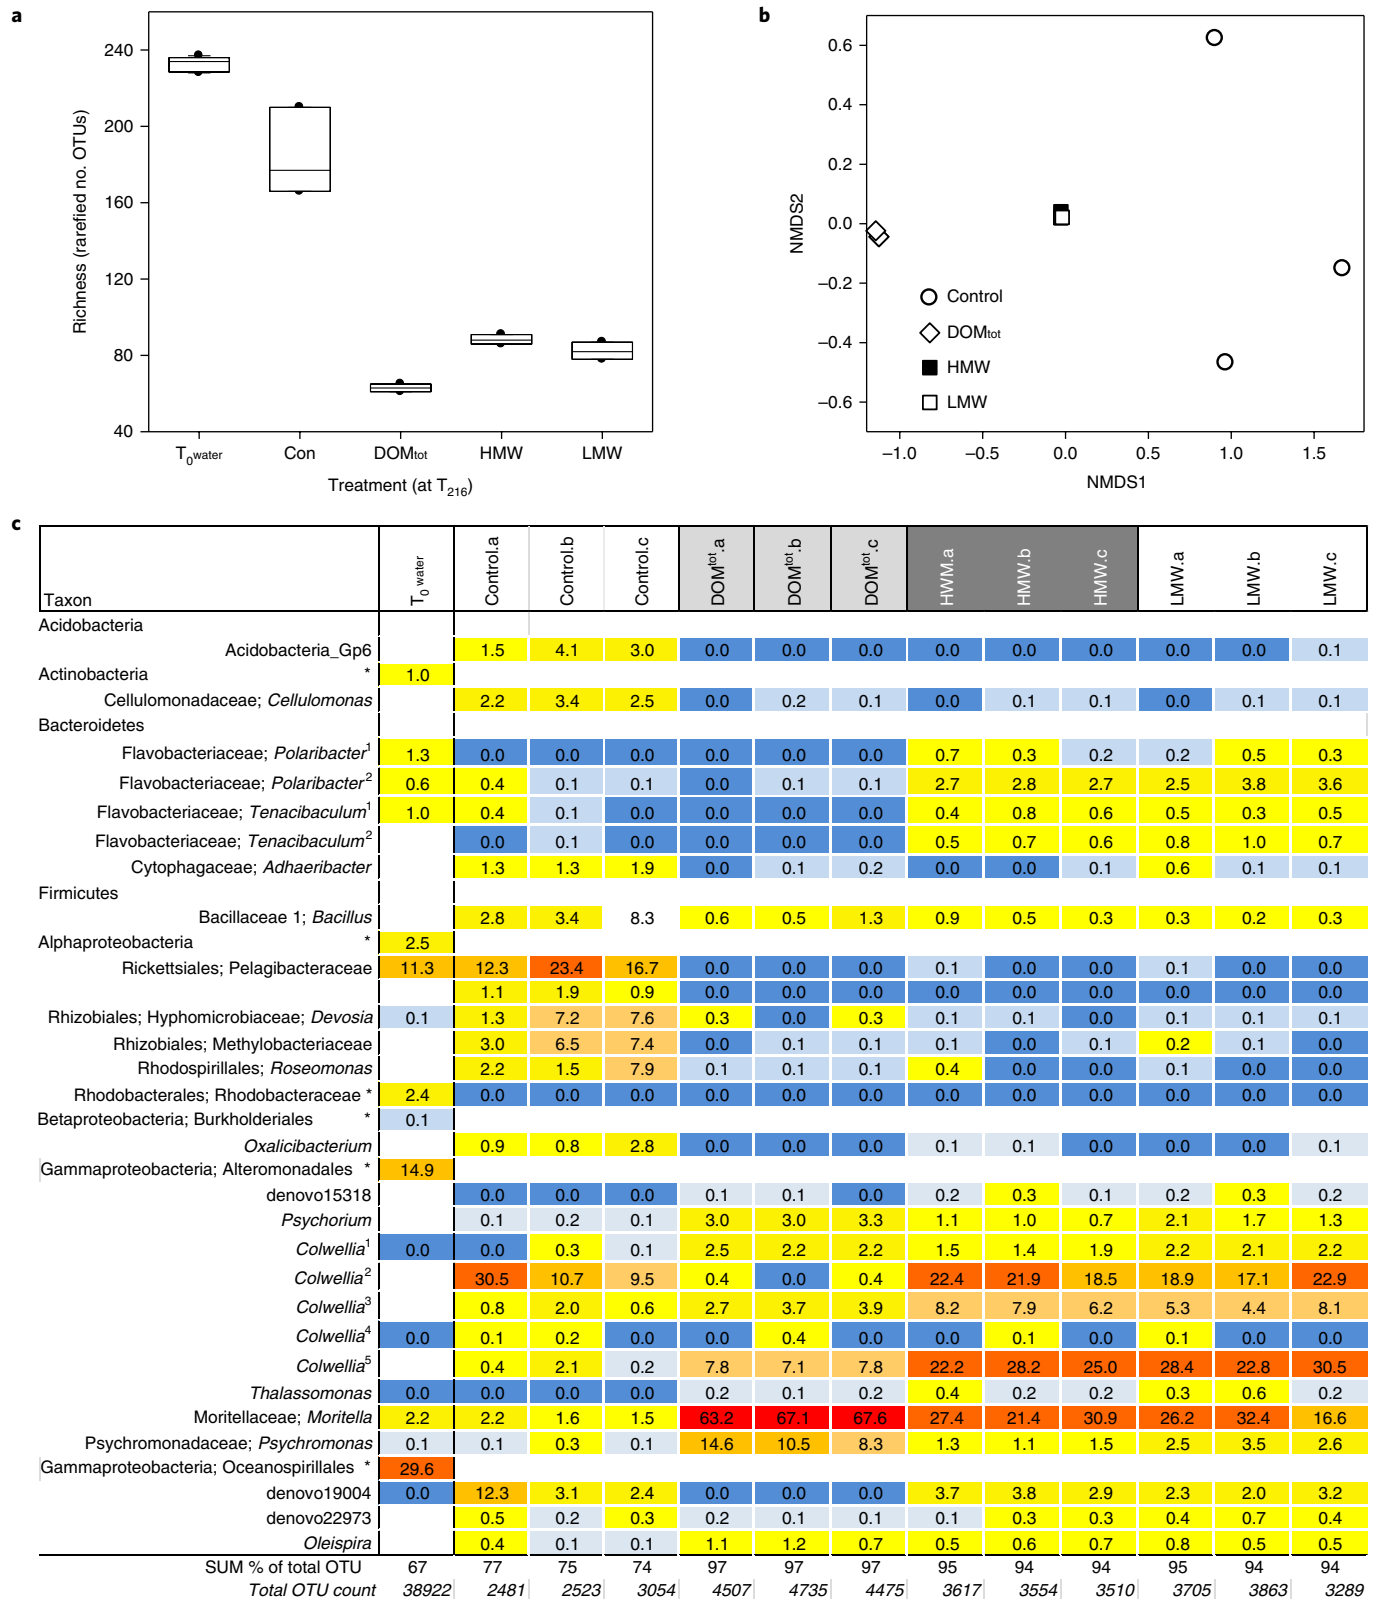 a
Richness (rarefied no. OTUs)
240
200
160
120
80
40
T0water Con DOMtot HMW LMW
Treatment (at T216)
b
NMDS2
0.6
0.4
0.2
0.0
−0.2
−0.4
−0.6
Control
DOMtot
HMW
LMW
−1.0 −0.5 0.0 0.5 1.0 1.5
NMDS1
c
Taxon T0 water Control.a Control.b Control.c DOMtot.a DOMtot.b DOMtot.c HWM.a HMW.b HMW.c LMW.a LMW.b LMW.c
Acidobacteria
Acidobacteria_Gp6 1.5 4.1 3.0 0.0 0.0 0.0 0.0 0.0 0.0 0.0 0.0 0.1
Actinobacteria * 1.0
Cellulomonadaceae; Cellulomonas 2.2 3.4 2.5 0.0 0.2 0.1 0.0 0.1 0.1 0.0 0.1 0.1
Bacteroidetes
Flavobacteriaceae; Polaribacter1 1.3 0.0 0.0 0.0 0.0 0.0 0.0 0.7 0.3 0.2 0.2 0.5 0.3
Flavobacteriaceae; Polaribacter2 0.6 0.4 0.1 0.1 0.0 0.1 0.1 2.7 2.8 2.7 2.5 3.8 3.6
Flavobacteriaceae; Tenacibaculum1 1.0 0.4 0.1 0.0 0.0 0.0 0.0 0.4 0.8 0.6 0.5 0.3 0.5
Flavobacteriaceae; Tenacibaculum2 0.0 0.1 0.0 0.0 0.0 0.0 0.5 0.7 0.6 0.8 1.0 0.7
Cytophagaceae; Adhaeribacter 1.3 1.3 1.9 0.0 0.1 0.2 0.0 0.0 0.1 0.6 0.1 0.1
Firmicutes
Bacillaceae 1; Bacillus 2.8 3.4 8.3 0.6 0.5 1.3 0.9 0.5 0.3 0.3 0.2 0.3
Alphaproteobacteria * 2.5
Rickettsiales; Pelagibacteraceae 11.3 12.3 23.4 16.7 0.0 0.0 0.0 0.1 0.0 0.0 0.1 0.0 0.0
1.1 1.9 0.9 0.0 0.0 0.0 0.0 0.0 0.0 0.0 0.0 0.0
Rhizobiales; Hyphomicrobiaceae; Devosia 0.1 1.3 7.2 7.6 0.3 0.0 0.3 0.1 0.1 0.0 0.1 0.1 0.1
Rhizobiales; Methylobacteriaceae 3.0 6.5 7.4 0.0 0.1 0.1 0.1 0.0 0.1 0.2 0.1 0.0
Rhodospirillales; Roseomonas 2.2 1.5 7.9 0.1 0.1 0.1 0.4 0.0 0.0 0.1 0.0 0.0
Rhodobacterales; Rhodobacteraceae * 2.4 0.0 0.0 0.0 0.0 0.0 0.0 0.0 0.0 0.0 0.0 0.0 0.0
Betaproteobacteria; Burkholderiales * 0.1
Oxalicibacterium 0.9 0.8 2.8 0.0 0.0 0.0 0.1 0.1 0.0 0.0 0.0 0.1
Gammaproteobacteria; Alteromonadales * 14.9
denovo15318 0.0 0.0 0.0 0.1 0.1 0.0 0.2 0.3 0.1 0.2 0.3 0.2
Psychorium 0.1 0.2 0.1 3.0 3.0 3.3 1.1 1.0 0.7 2.1 1.7 1.3
Colwellia1 0.0 0.0 0.3 0.1 2.5 2.2 2.2 1.5 1.4 1.9 2.2 2.1 2.2
Colwellia2 30.5 10.7 9.5 0.4 0.0 0.4 22.4 21.9 18.5 18.9 17.1 22.9
Colwellia3 0.8 2.0 0.6 2.7 3.7 3.9 8.2 7.9 6.2 5.3 4.4 8.1
Colwellia4 0.0 0.1 0.2 0.0 0.0 0.4 0.0 0.0 0.1 0.0 0.1 0.0 0.0
Colwellia5 0.4 2.1 0.2 7.8 7.1 7.8 22.2 28.2 25.0 28.4 22.8 30.5
Thalassomonas 0.0 0.0 0.0 0.0 0.2 0.1 0.2 0.4 0.2 0.2 0.3 0.6 0.2
Moritellaceae; Moritella 2.2 2.2 1.6 1.5 63.2 67.1 67.6 27.4 21.4 30.9 26.2 32.4 16.6
Psychromonadaceae; Psychromonas 0.1 0.1 0.3 0.1 14.6 10.5 8.3 1.3 1.1 1.5 2.5 3.5 2.6
Gammaproteobacteria; Oceanospirillales * 29.6
denovo19004 0.0 12.3 3.1 2.4 0.0 0.0 0.0 3.7 3.8 2.9 2.3 2.0 3.2
denovo22973 0.5 0.2 0.3 0.2 0.1 0.1 0.1 0.3 0.3 0.4 0.7 0.4
Oleispira 0.4 0.1 0.1 1.1 1.2 0.7 0.5 0.6 0.7 0.8 0.5 0.5
SUM % of total OTU 67 77 75 74 97 97 97 95 94 94 95 94 94
Total OTU count 38922 2481 2523 3054 4507 4735 4475 3617 3554 3510 3705 3863 3289